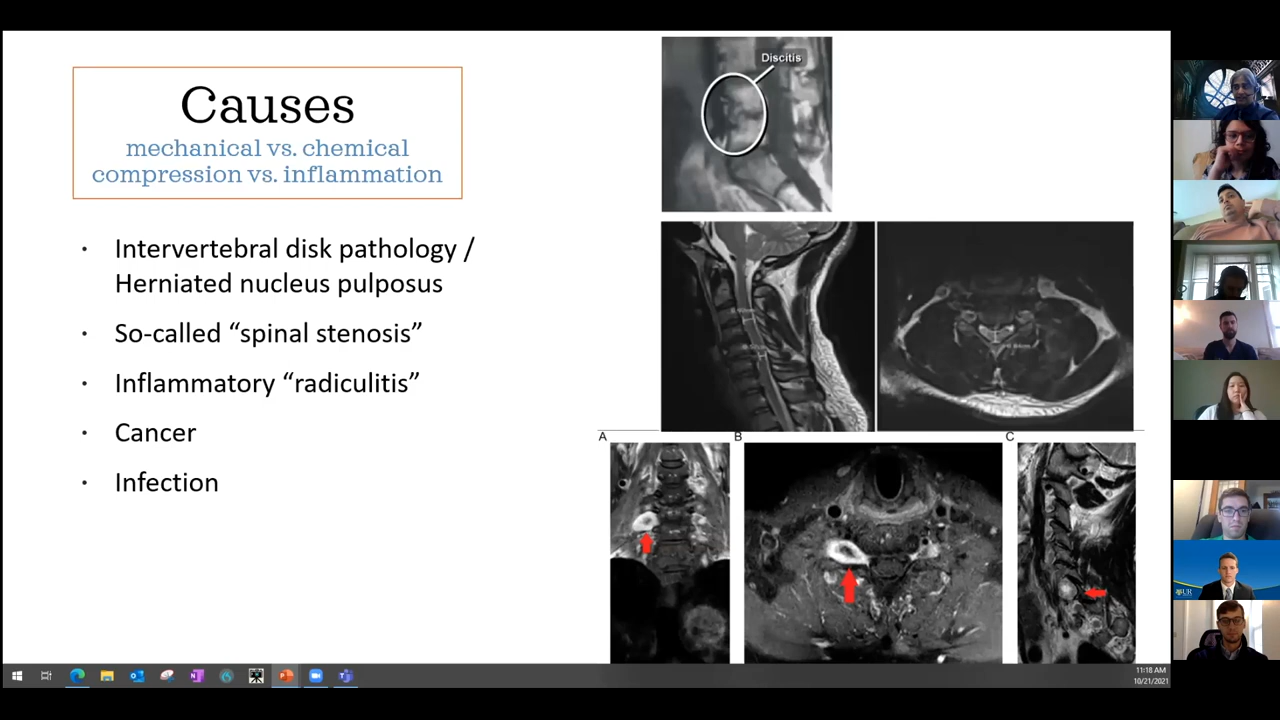 Causes
mechanical vs. chemical
compression vs. inflammation
· Intervertebral disk pathology /
Herniated nucleus pulposus
· So-called “spinal stenosis”
· Inflammatory “radiculitis”
· Cancer
· Infection
Discitis
A
B
C
11:18 AM
10/21/2021